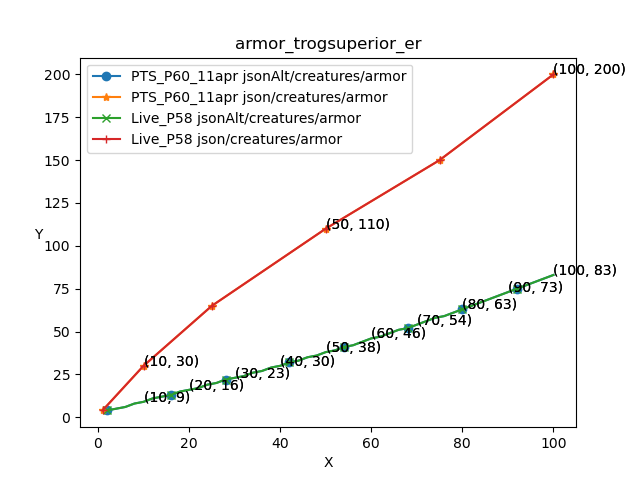 armor_trogsuperior_er
PTS_P60_11apr jsonAlt/creatures/armor
PTS_P60_11apr json/creatures/armor
Live_P58 jsonAlt/creatures/armor
Live_P58 json/creatures/armor
Y
200
175
150
125
100
75
50
25
0
(100, 200)
(50, 110)
(10, 30)
(100, 83)
(90, 73)
(80, 63)
(70, 54)
(60, 46)
(50, 38)
(40, 30)
(30, 23)
(20, 16)
(10, 9)
0 20 40 60 80 100
X